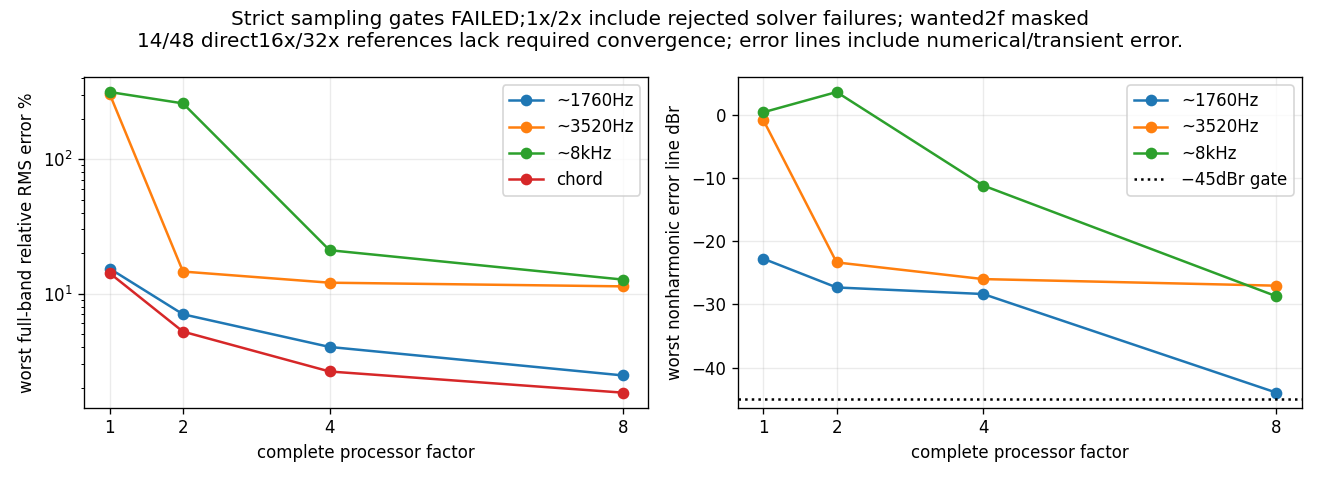 Strict sampling gates FAILED;1x/2x include rejected solver failures; wanted2f masked
14/48 direct16x/32x references lack required convergence; error lines include numerical/transient error.
worst full-band relative RMS error %
10²
10¹
~1760Hz
~3520Hz
~8kHz
chord
1 2 4 8
complete processor factor
worst nonharmonic error line dBr
0
−10
−20
−30
−40
~1760Hz
~3520Hz
~8kHz
−45dBr gate
1 2 4 8
complete processor factor